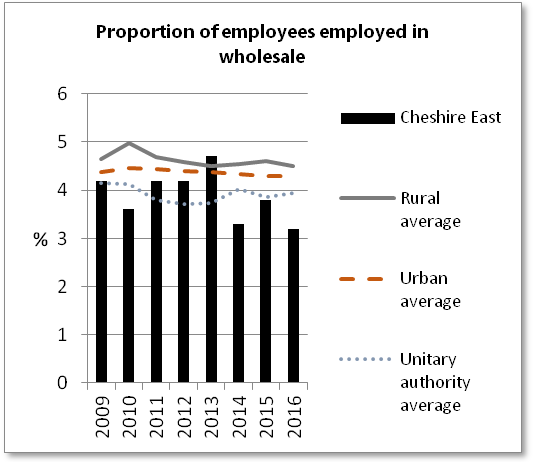 Proportion of employees employed in
wholesale
6
5
4
3
2
1
0
%
2009
2010
2011
2012
2013
2014
2015
2016
Cheshire East
Rural
average
Urban
average
Unitary
authority
average